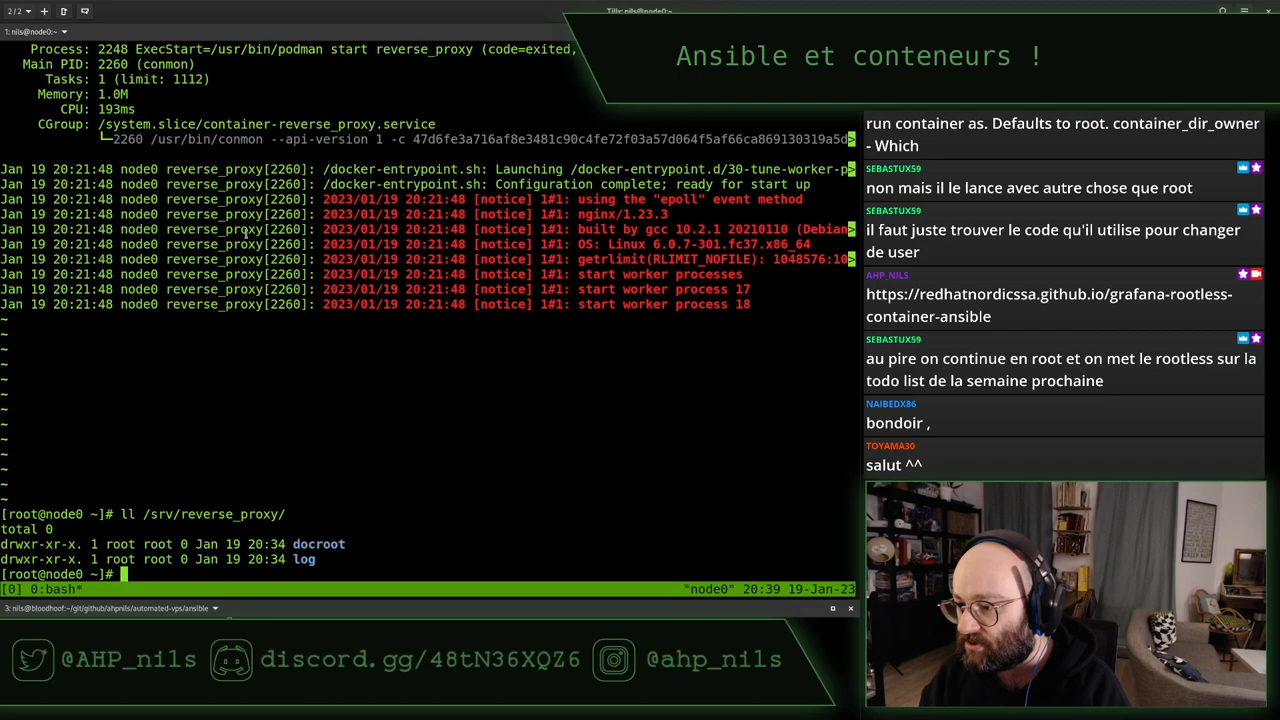 2/2
Tilix: nils@node0:~
1: nils@node0:~
Process: 2248 ExecStart=/usr/bin/podman start reverse_proxy (code=exited,
Main PID: 2260 (conmon)
Tasks: 1 (limit: 1112)
Memory: 1.0M
CPU: 193ms
CGroup: /system.slice/container-reverse_proxy.service
└─2260 /usr/bin/conmon --api-version 1 -c 47d6fe3a716af8e3481c90c4fe72f03a57d064f5af66ca869130319a5d>
Jan 19 20:21:48 node0 reverse_proxy[2260]: /docker-entrypoint.sh: Launching /docker-entrypoint.d/30-tune-worker-p>
Jan 19 20:21:48 node0 reverse_proxy[2260]: /docker-entrypoint.sh: Configuration complete; ready for start up
Jan 19 20:21:48 node0 reverse_proxy[2260]: 2023/01/19 20:21:48 [notice] 1#1: using the "epoll" event method
Jan 19 20:21:48 node0 reverse_proxy[2260]: 2023/01/19 20:21:48 [notice] 1#1: nginx/1.23.3
Jan 19 20:21:48 node0 reverse_proxy[2260]: 2023/01/19 20:21:48 [notice] 1#1: built by gcc 10.2.1 20210110 (Debian>
Jan 19 20:21:48 node0 reverse_proxy[2260]: 2023/01/19 20:21:48 [notice] 1#1: OS: Linux 6.0.7-301.fc37.x86_64
Jan 19 20:21:48 node0 reverse_proxy[2260]: 2023/01/19 20:21:48 [notice] 1#1: getrlimit(RLIMIT_NOFILE): 1048576:10>
Jan 19 20:21:48 node0 reverse_proxy[2260]: 2023/01/19 20:21:48 [notice] 1#1: start worker processes
Jan 19 20:21:48 node0 reverse_proxy[2260]: 2023/01/19 20:21:48 [notice] 1#1: start worker process 17
Jan 19 20:21:48 node0 reverse_proxy[2260]: 2023/01/19 20:21:48 [notice] 1#1: start worker process 18
~
~
~
~
~
~
~
~
~
~
~
~
~
[root@node0 ~]# ll /srv/reverse_proxy/
total 0
drwxr-xr-x. 1 root root 0 Jan 19 20:34 docroot
drwxr-xr-x. 1 root root 0 Jan 19 20:34 log
[root@node0 ~]#
[0] 0:bash* "node0" 20:39 19-Jan-23
3: nils@bloodhoof:~/git/github/ahpnils/automated-vps/ansible
Ansible et conteneurs !
run container as. Defaults to root. container_dir_owner
- Which
SEBASTUX59
non mais il le lance avec autre chose que root
SEBASTUX59
il faut juste trouver le code qu'il utilise pour changer
de user
AHP_NILS
https://redhatnordicssa.github.io/grafana-rootless-
container-ansible
SEBASTUX59
au pire on continue en root et on met le rootless sur la
todo list de la semaine prochaine
NAIBEDX86
bondoir ,
TOYAMA30
salut ^^
@AHP_nils discord.gg/48tN36XQZ6 @ahp_nils